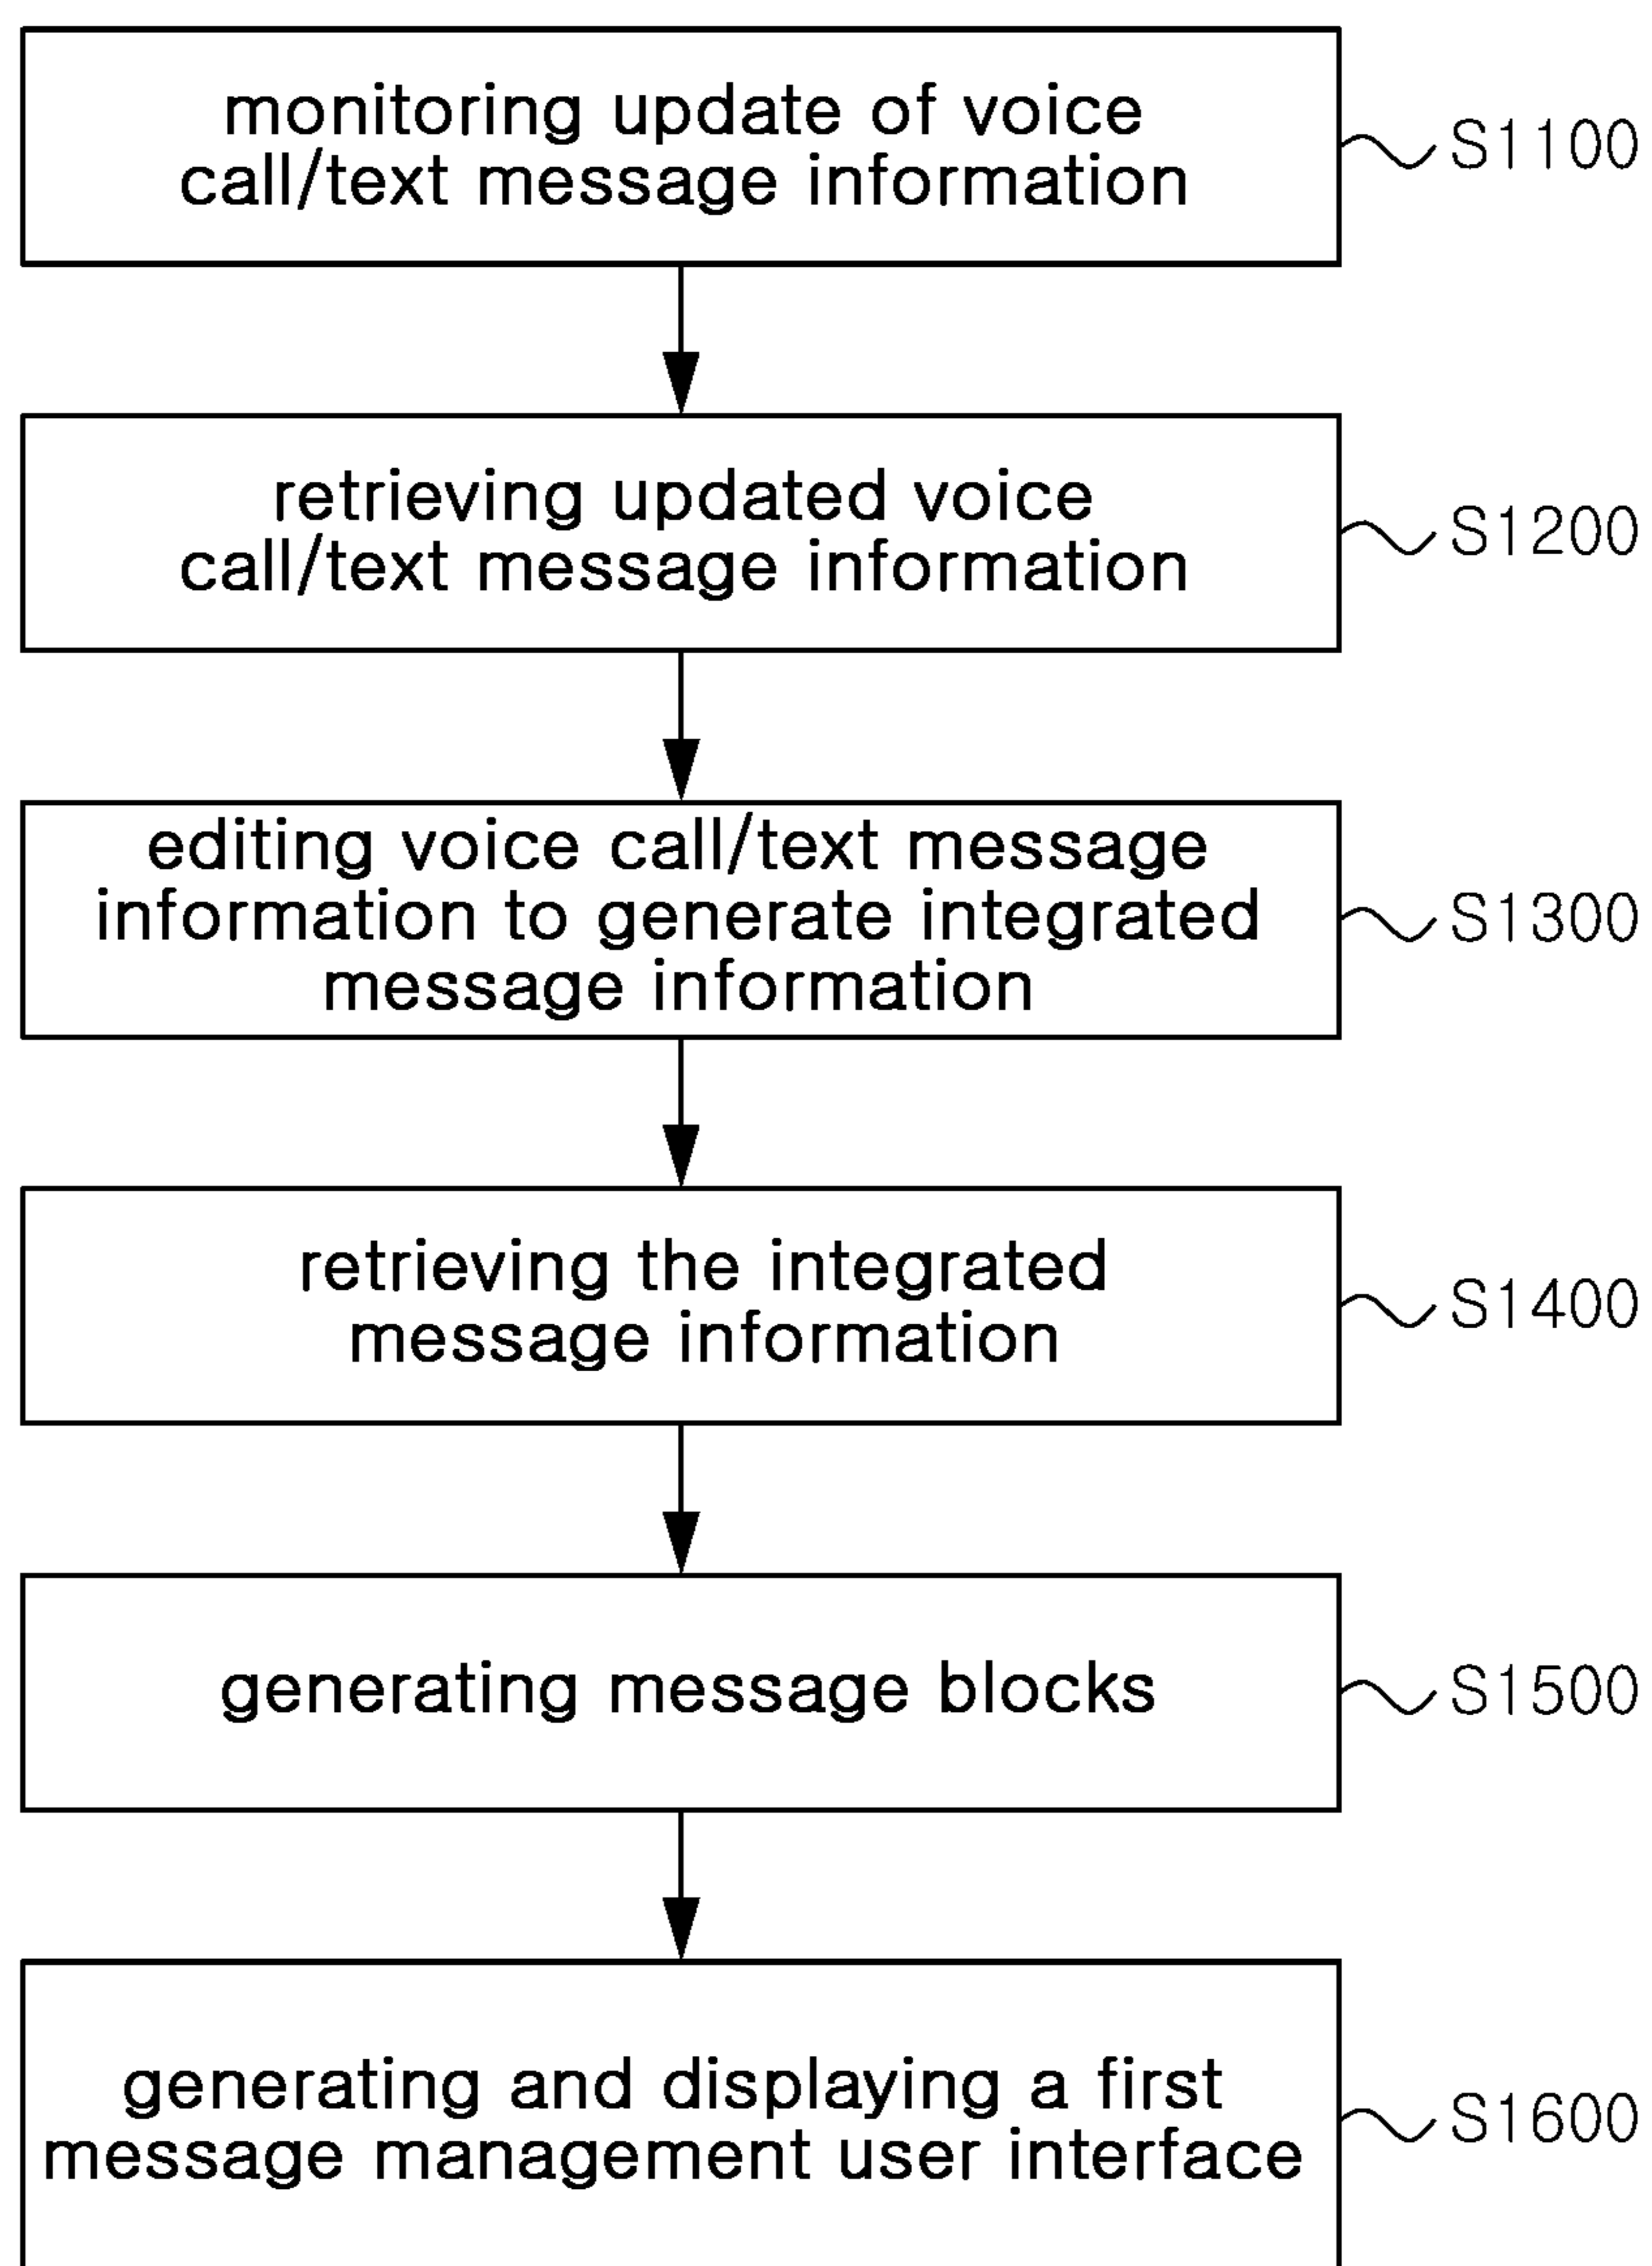 monitoring update of voice
call/text message information
S1100
retrieving updated voice
call/text message information
S1200
editing voice call/text message
information to generate integrated
message information
S1300
retrieving the integrated
message information
S1400
generating message blocks
S1500
generating and displaying a first
message management user interface
S1600